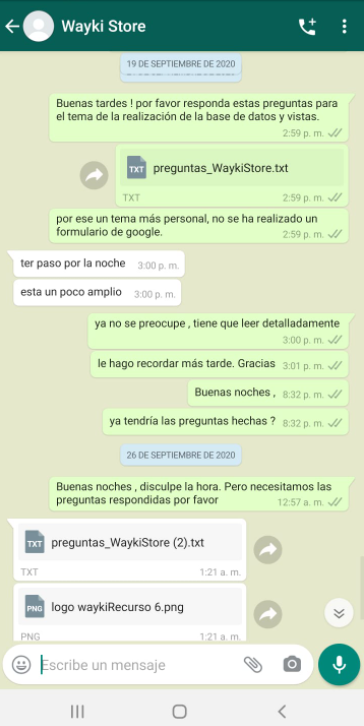 Wayki Store
19 DE SEPTIEMBRE DE 2020
Buenas tardes ! por favor responda estas preguntas para
el tema de la realización de la base de datos y vistas.
2:59 p. m.
TXT
preguntas_WaykiStore.txt
TXT
2:59 p. m.
por ese un tema más personal, no se ha realizado un
formulario de google.
2:59 p. m.
ter paso por la noche 3:00 p. m.
esta un poco amplio 3:00 p. m.
ya no se preocupe , tiene que leer detalladamente
3:00 p. m.
le hago recordar más tarde. Gracias 3:01 p. m.
Buenas noches , 8:32 p. m.
ya tendría las preguntas hechas ? 8:32 p. m.
26 DE SEPTIEMBRE DE 2020
Buenas noches , disculpe la hora. Pero necesitamos las
preguntas respondidas por favor 12:57 a. m.
TXT
preguntas_WaykiStore (2).txt
TXT
1:21 a. m.
PNG
logo waykiRecurso 6.png
PNG
1:21 a. m.
Escribe un mensaje